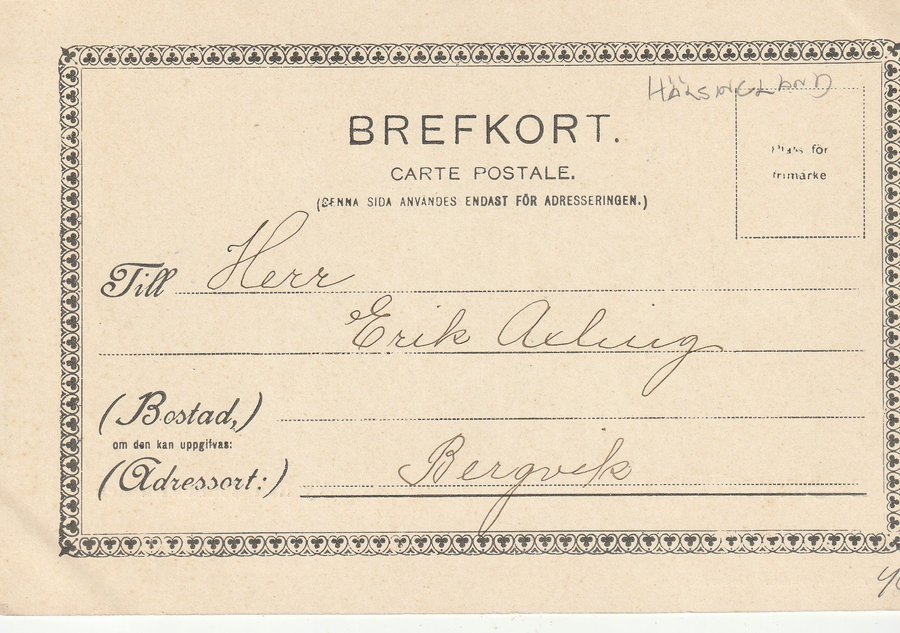 HÄLSINGLAND
BREFKORT.
CARTE POSTALE.
(DENNA SIDA ANVÄNDES ENDAST FÖR ADRESSERINGEN.)
Plats för
frimärke
Till Herr
Erik Axling
(Bostad,)
om den kan uppgifvas:
(Adressort:) Bergvik